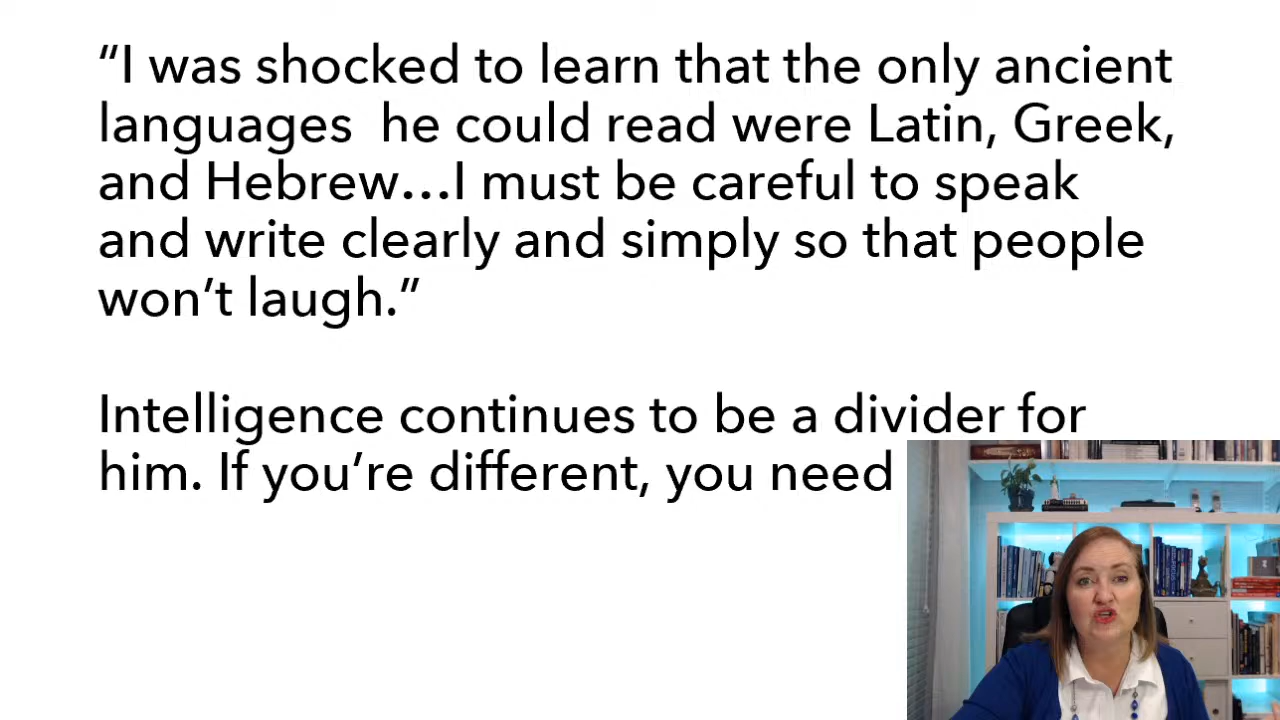 “I was shocked to learn that the only ancient
languages  he could read were Latin, Greek,
and Hebrew…I must be careful to speak
and write clearly and simply so that people
won’t laugh.”
Intelligence continues to be a divider for
him. If you’re different, you need